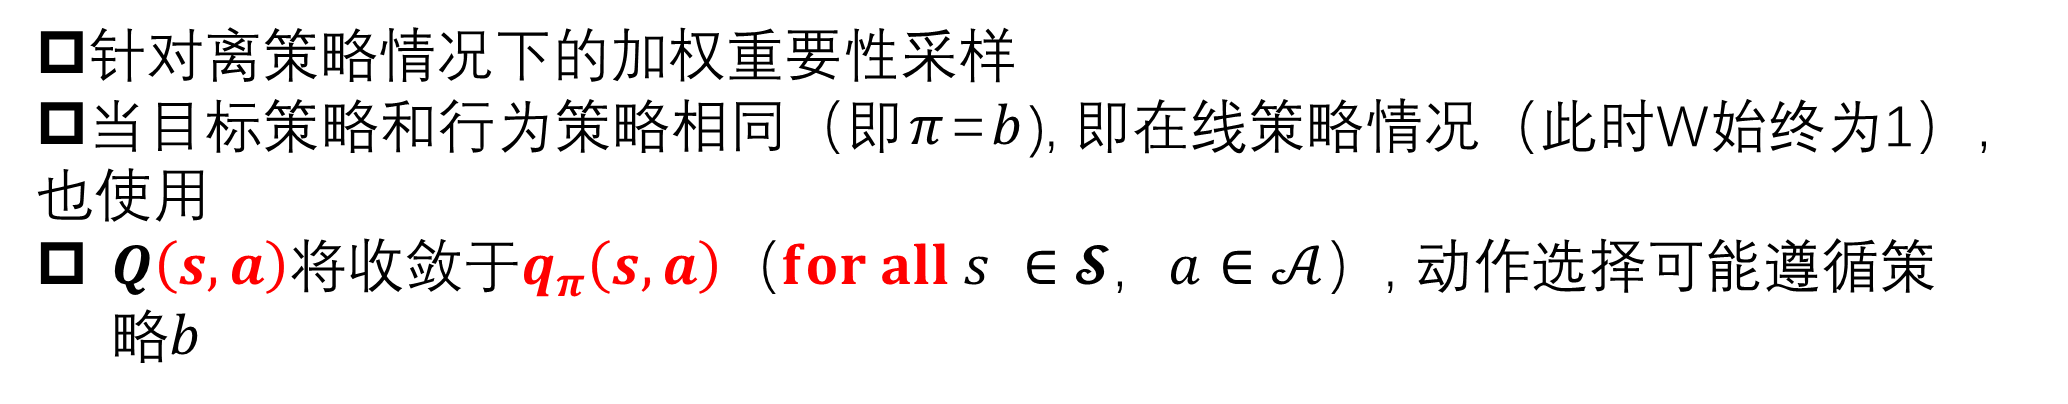 ❑针对离策略情况下的加权重要性采样
❑当目标策略和行为策略相同（即π=b), 即在线策略情况（此时W始终为1）,
也使用
❑ Q(s,a)将收敛于qπ(s,a)（for all s ∈ 𝓢, a ∈ 𝒜）, 动作选择可能遵循策
略b